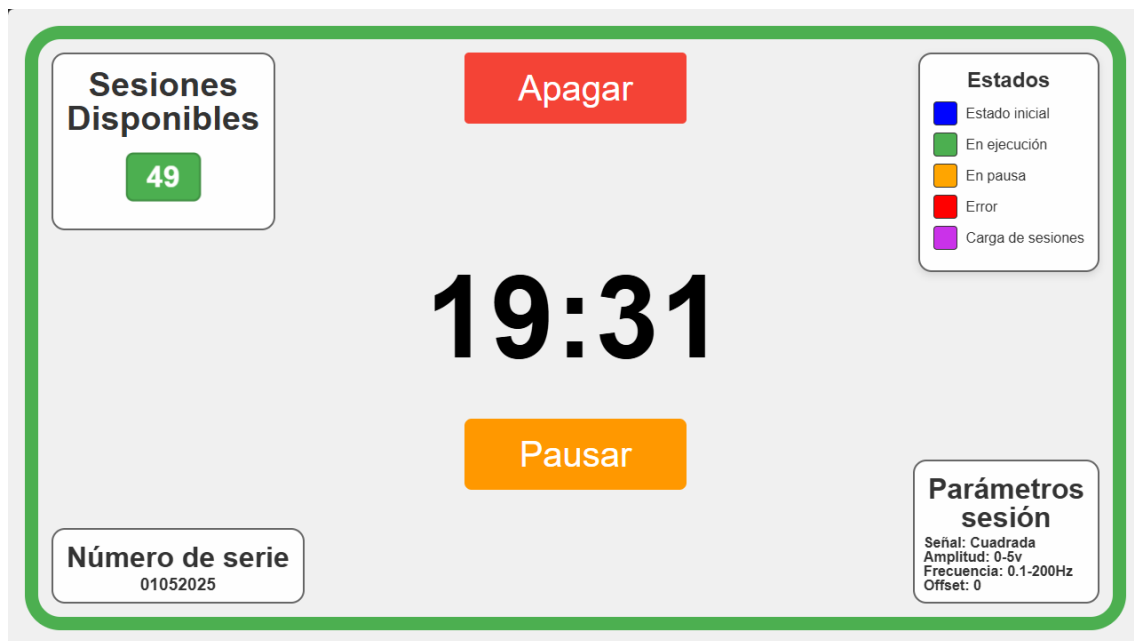 Sesiones
Disponibles
49
Apagar
Estados
Estado inicial
En ejecución
En pausa
Error
Carga de sesiones
19:31
Pausar
Número de serie
01052025
Parámetros
sesión
Señal: Cuadrada
Amplitud: 0-5v
Frecuencia: 0.1-200Hz
Offset: 0